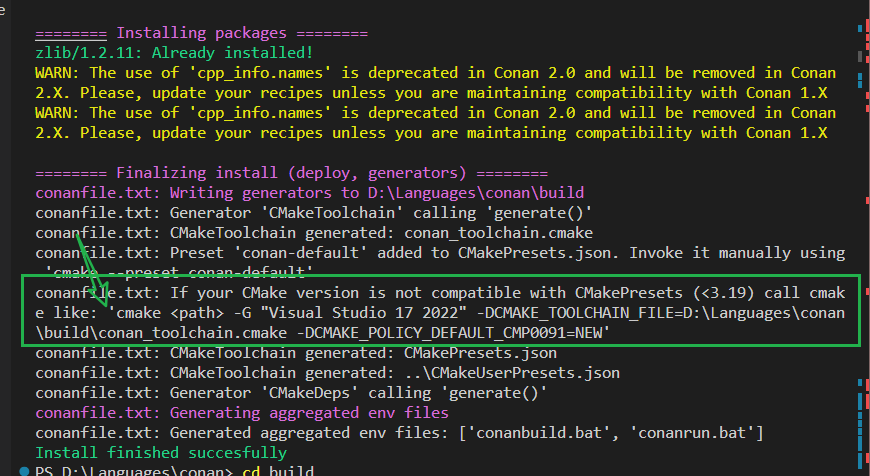 e
======== Installing packages ========
zlib/1.2.11: Already installed!
WARN: The use of 'cpp_info.names' is deprecated in Conan 2.0 and will be removed in Conan
2.X. Please, update your recipes unless you are maintaining compatibility with Conan 1.X
WARN: The use of 'cpp_info.names' is deprecated in Conan 2.0 and will be removed in Conan
2.X. Please, update your recipes unless you are maintaining compatibility with Conan 1.X
======== Finalizing install (deploy, generators) ========
conanfile.txt: Writing generators to D:\Languages\conan\build
conanfile.txt: Generator 'CMakeToolchain' calling 'generate()'
conanfile.txt: CMakeToolchain generated: conan_toolchain.cmake
conanfile.txt: Preset 'conan-default' added to CMakePresets.json. Invoke it manually using
'cmake --preset conan-default'
conanfile.txt: If your CMake version is not compatible with CMakePresets (<3.19) call cmak
e like: 'cmake <path> -G "Visual Studio 17 2022" -DCMAKE_TOOLCHAIN_FILE=D:\Languages\conan
\build\conan_toolchain.cmake -DCMAKE_POLICY_DEFAULT_CMP0091=NEW'
conanfile.txt: CMakeToolchain generated: CMakePresets.json
conanfile.txt: CMakeToolchain generated: ..\CMakeUserPresets.json
conanfile.txt: Generator 'CMakeDeps' calling 'generate()'
conanfile.txt: Generating aggregated env files
conanfile.txt: Generated aggregated env files: ['conanbuild.bat', 'conanrun.bat']
Install finished succesfully
PS D:\Languages\conan> cd build